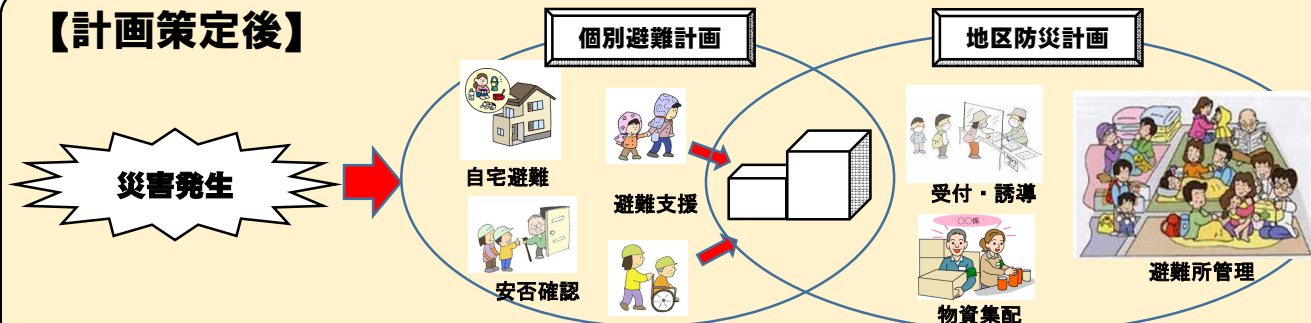 【計画策定後】
個別避難計画
地区防災計画
災害発生
自宅避難
避難支援
安否確認
受付・誘導
○○係
物資集配
避難所管理